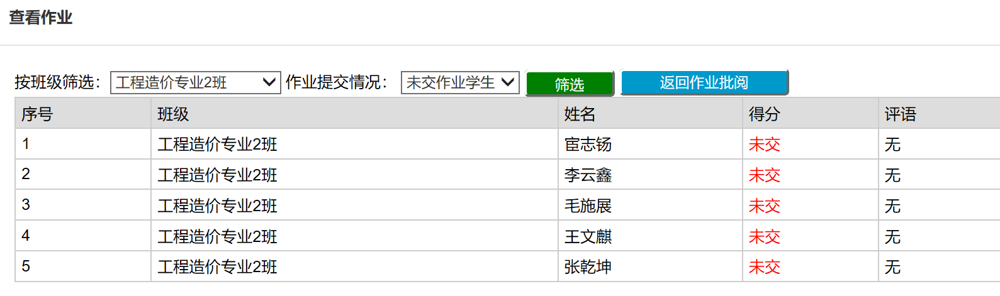 查看作业
按班级筛选： 工程造价专业2班 作业提交情况： 未交作业学生 筛选 返回作业批阅
序号 班级 姓名 得分 评语
1 工程造价专业2班 宦志钖 未交 无
2 工程造价专业2班 李云鑫 未交 无
3 工程造价专业2班 毛施展 未交 无
4 工程造价专业2班 王文麒 未交 无
5 工程造价专业2班 张乾坤 未交 无